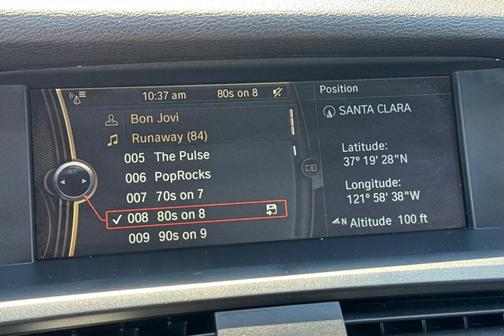 10:37 am 80s on 8
Bon Jovi
Runaway (84)
005 The Pulse
006 PopRocks
007 70s on 7
008 80s on 8
009 90s on 9
Position
SANTA CLARA
Latitude:
37° 19' 28"N
Longitude:
121° 58' 38"W
N Altitude 100 ft